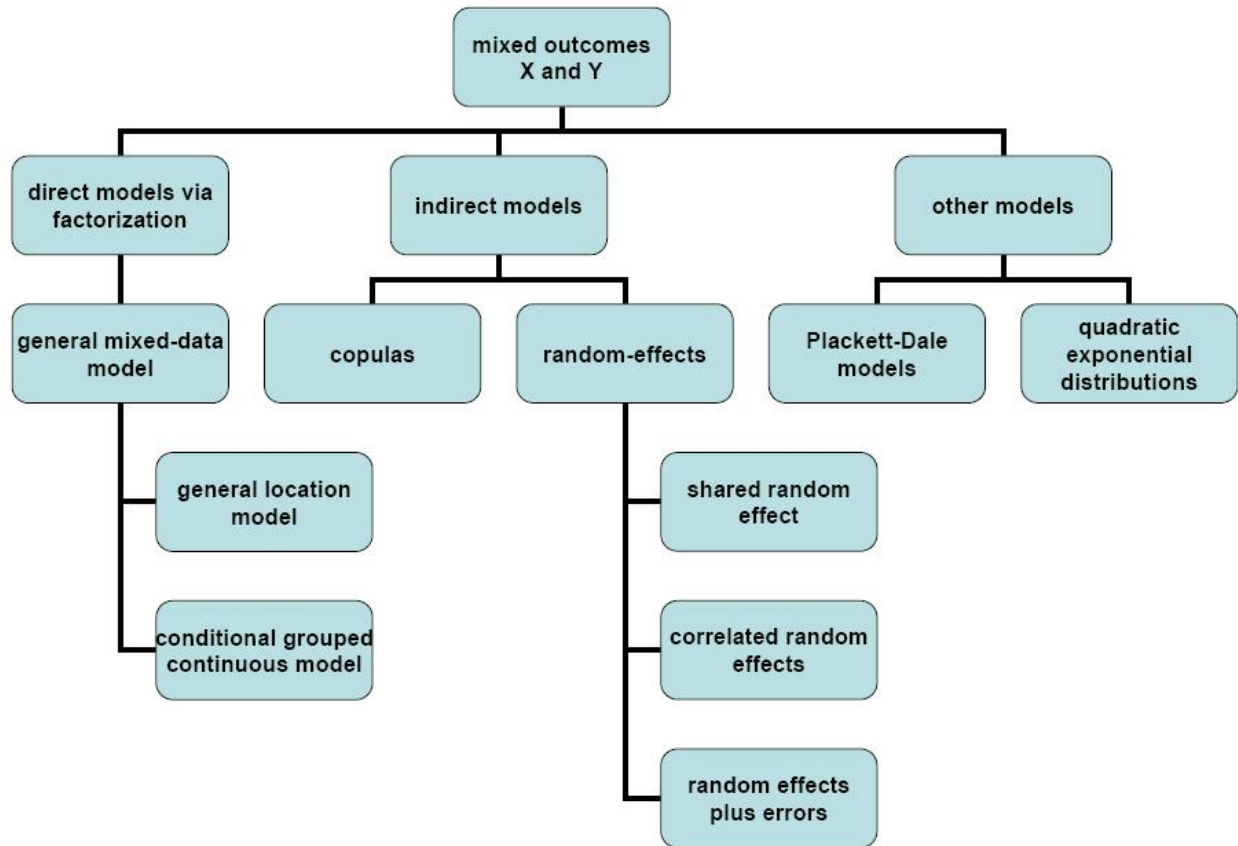 mixed outcomes
X and Y
direct models via
factorization
indirect models
other models
general mixed-data
model
copulas
random-effects
Plackett-Dale
models
quadratic
exponential
distributions
general location
model
shared random
effect
conditional grouped
continuous model
correlated random
effects
random effects
plus errors